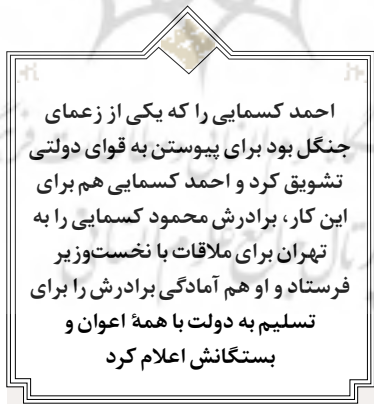 احمد کسمایی را که یکی از زعمای
جنگل بود برای پیوستن به قوای دولتی
تشویق کرد و احمد کسمایی هم برای
این کار، برادرش محمود کسمایی را به
تهران برای ملاقات با نخست‌وزیر
فرستاد و او هم آمادگی برادرش را برای
تسلیم به دولت با همهٔ اعوان و
بستگانش اعلام کرد